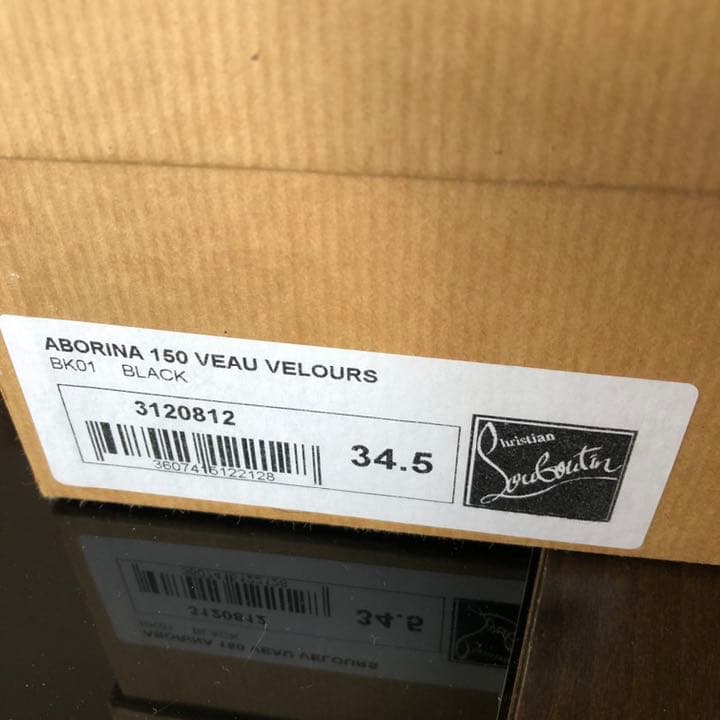 ABORINA 150 VEAU VELOURS
BK01 BLACK
3120812
3607416122128
34.5
Christian
Louboutin